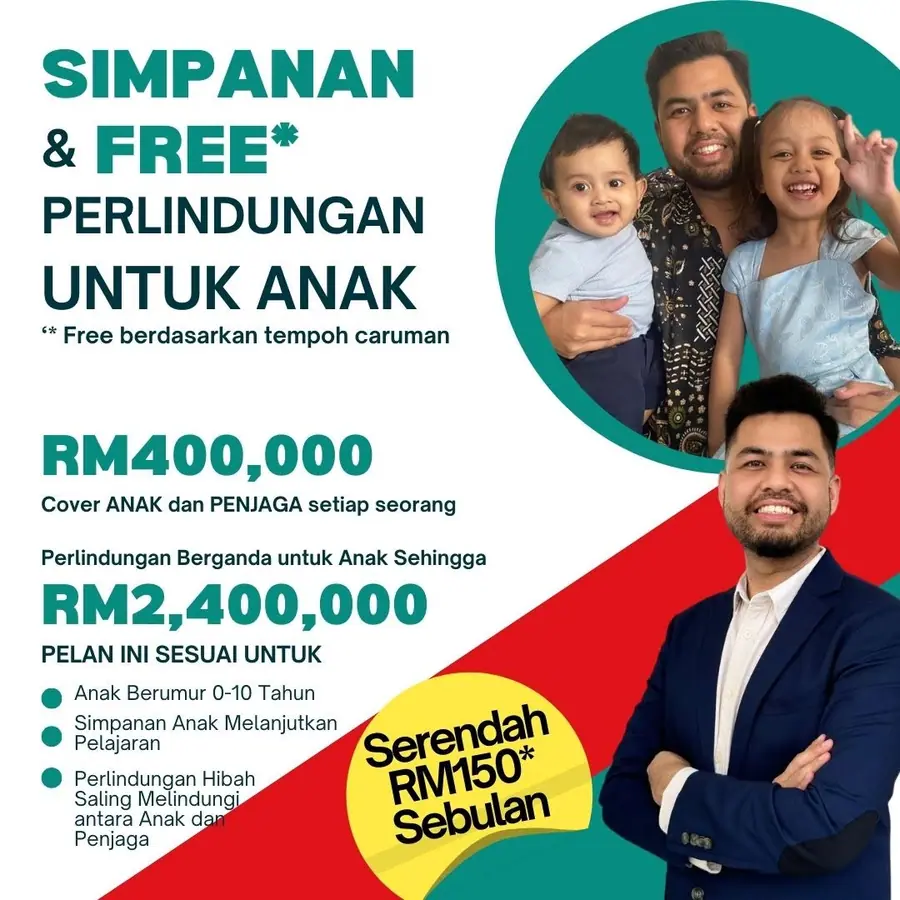 SIMPANAN
& FREE*
PERLINDUNGAN
UNTUK ANAK
‘* Free berdasarkan tempoh caruman
RM400,000
Cover ANAK dan PENJAGA setiap seorang
Perlindungan Berganda untuk Anak Sehingga
RM2,400,000
PELAN INI SESUAI UNTUK
Anak Berumur 0-10 Tahun
Simpanan Anak Melanjutkan
Pelajaran
Perlindungan Hibah
Saling Melindungi
antara Anak dan
Penjaga
Serendah
RM150*
Sebulan